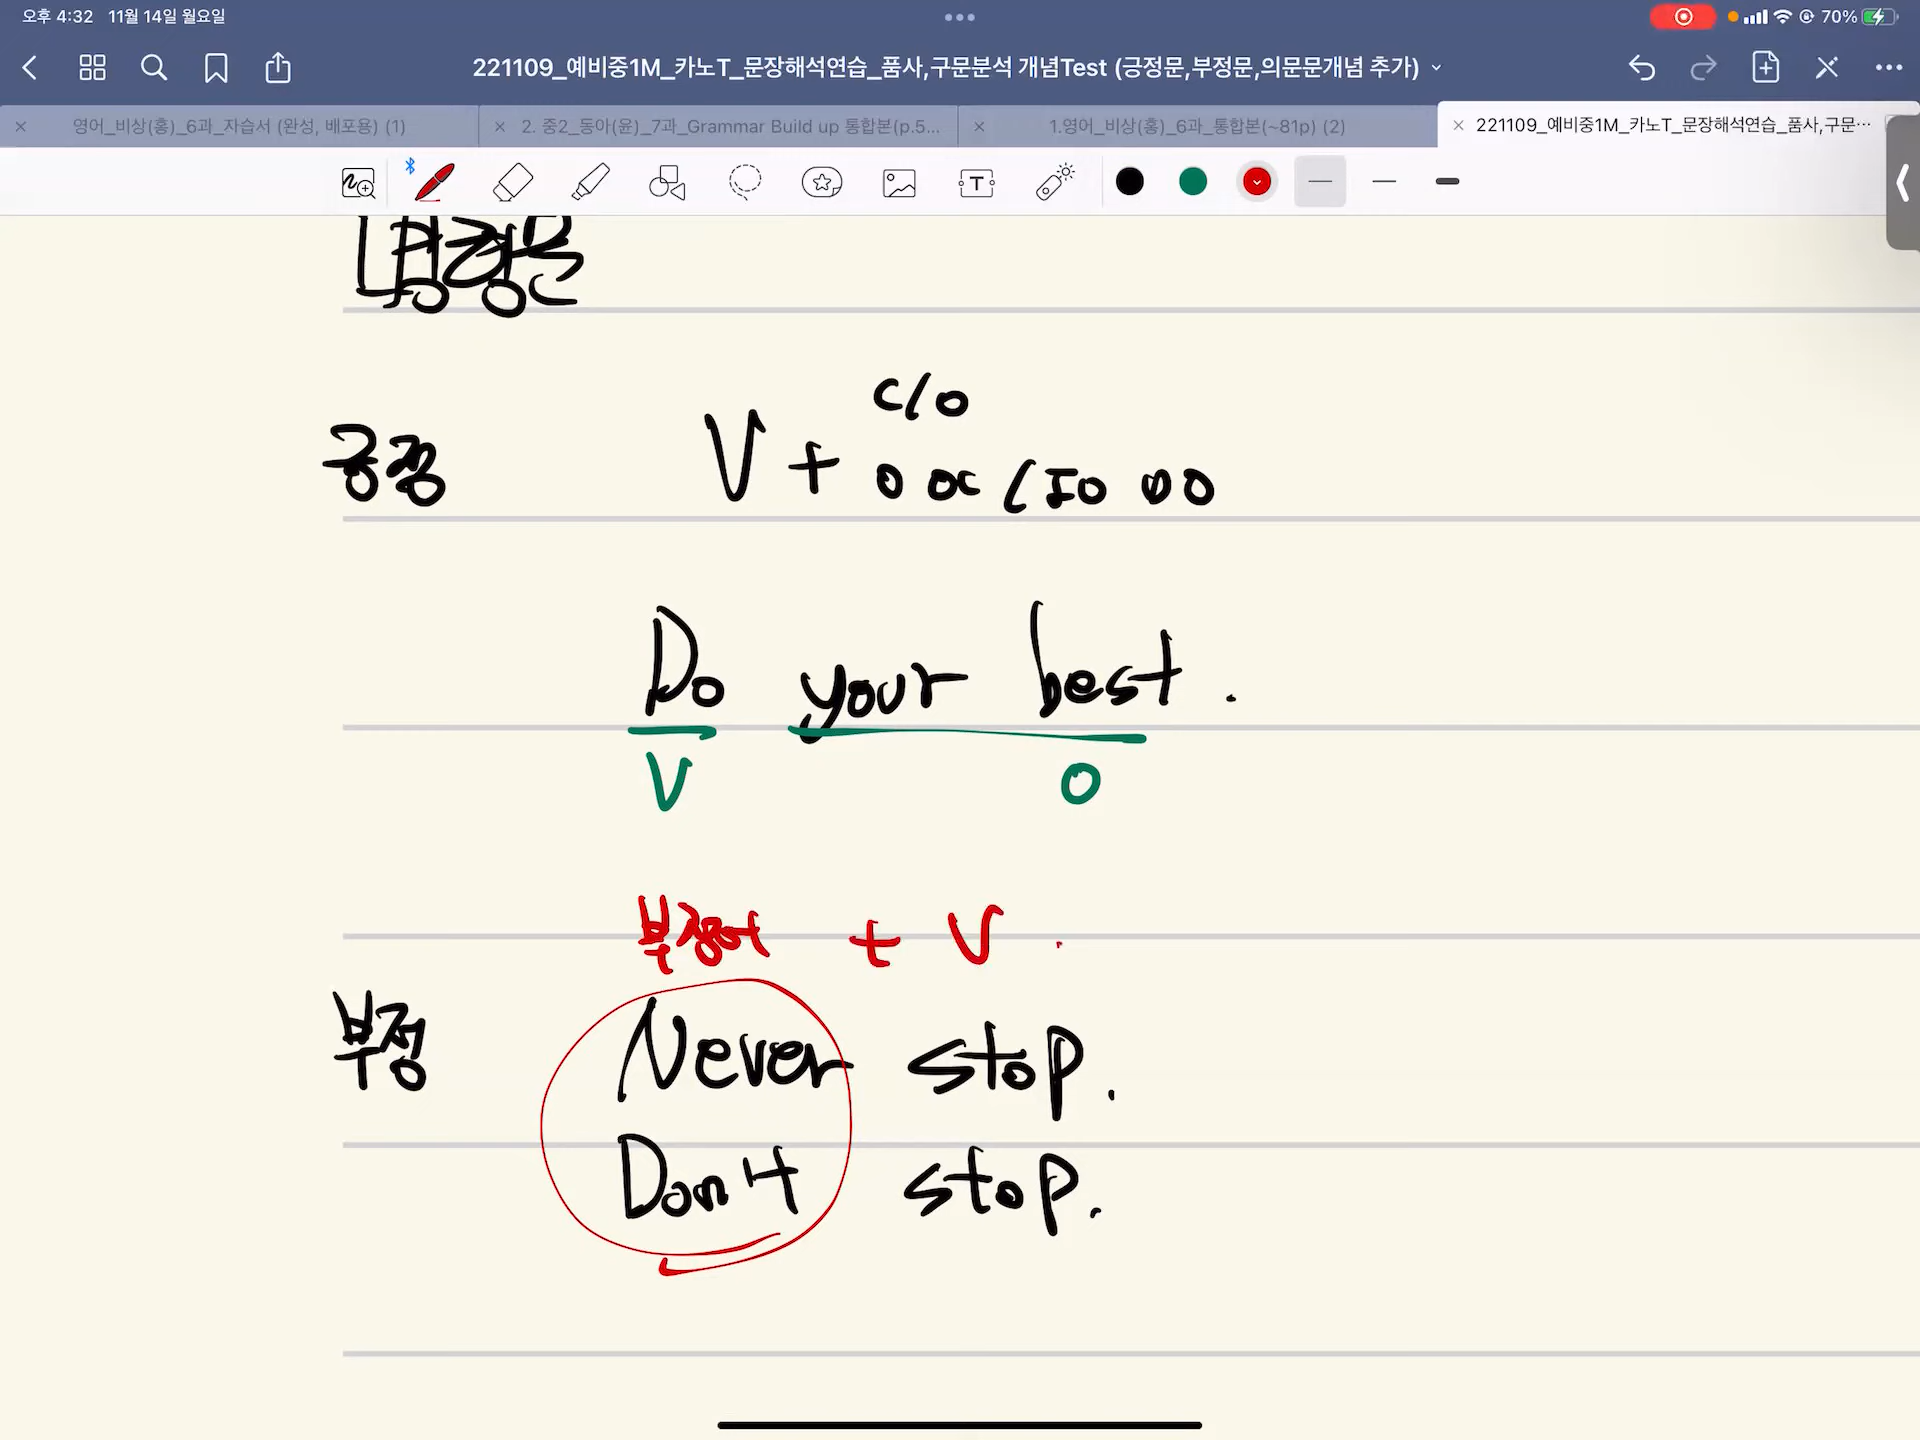 오후 4:32 11월 14일 월요일
70%
221109_예비중1M_카노T_문장해석연습_품사,구문분석 개념Test (긍정문,부정문,의문문개념 추가)
영어_비상(홍)_6과_자습서 (완성, 배포용) (1)
2. 중2_동아(윤)_7과_Grammar Build up 통합본(p.5...
1.영어_비상(홍)_6과_통합본(~81p) (2)
221109_예비중1M_카노T_문장해석연습_품사,구문…
T
명령문
C/O
긍정 V + O OC / IO DO
Do your best.
V O
부정어 + V
부정 Never stop.
Don't stop.